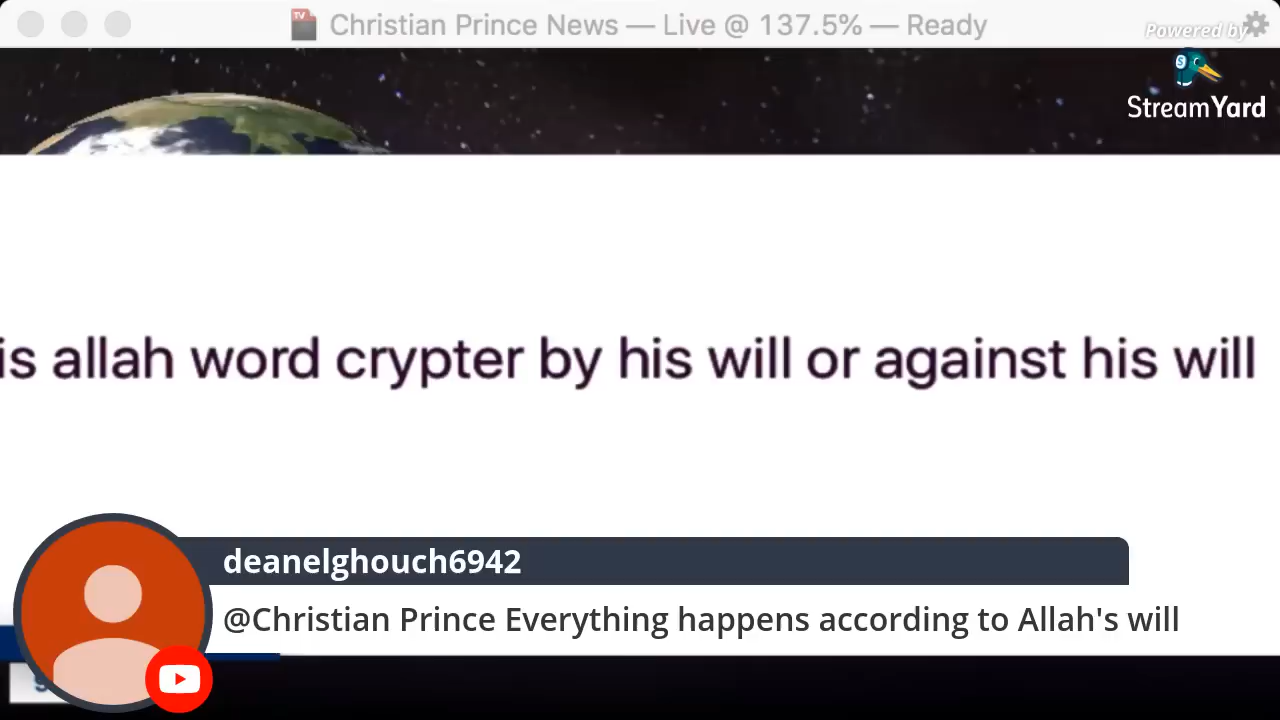 Christian Prince News — Live @ 137.5% — Ready
Powered by
StreamYard
is allah word crypter by his will or against his will
deanelghouch6942
@Christian Prince Everything happens according to Allah's will